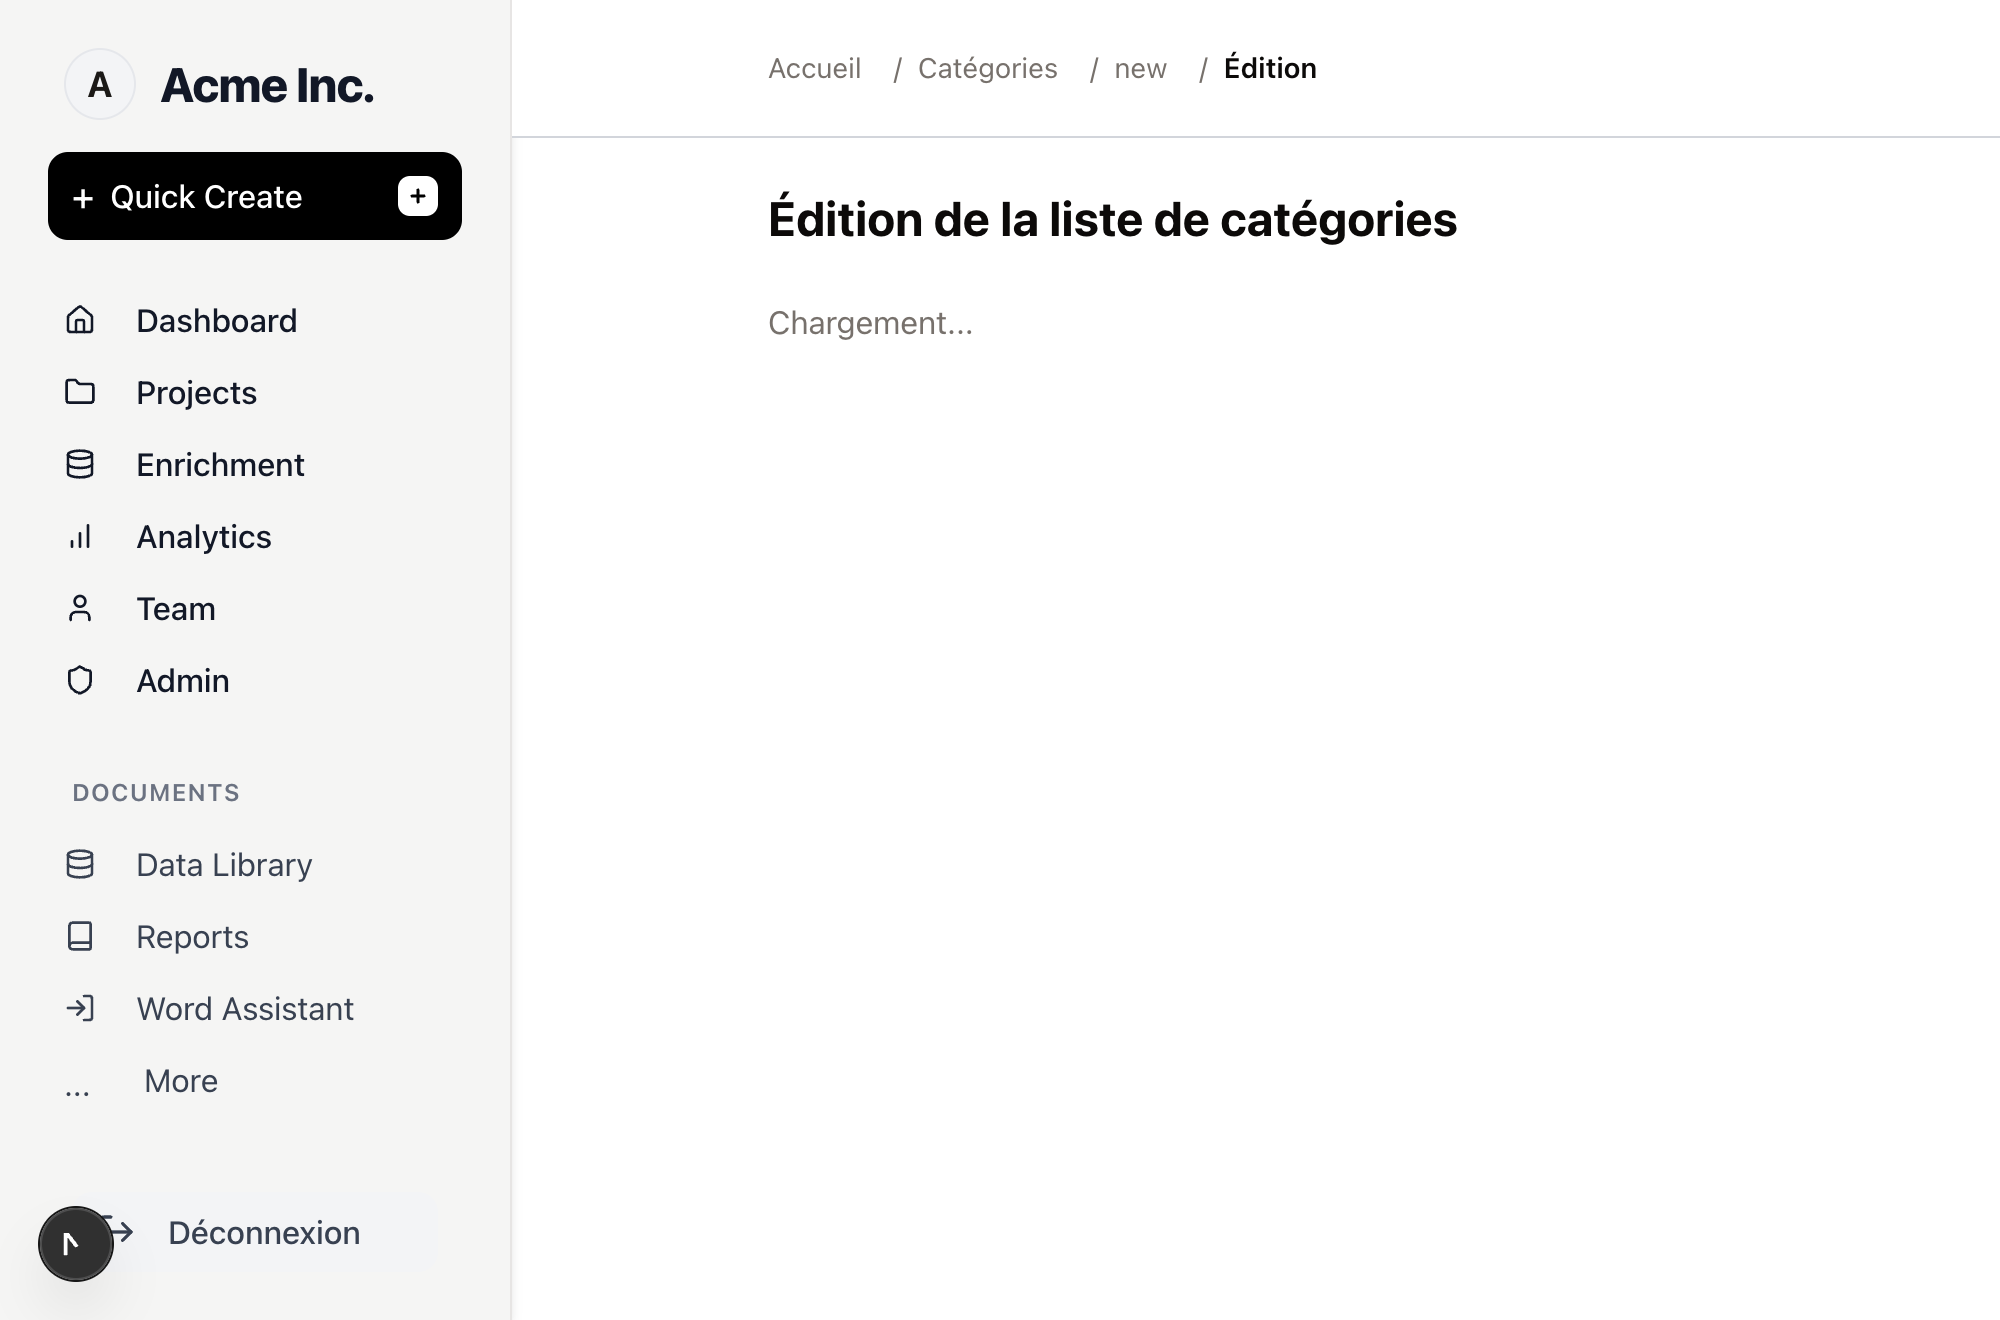 A Acme Inc.
+ Quick Create +
Dashboard
Projects
Enrichment
Analytics
Team
Admin
DOCUMENTS
Data Library
Reports
Word Assistant
... More
Déconnexion
Accueil / Catégories / new / Édition
Édition de la liste de catégories
Chargement...